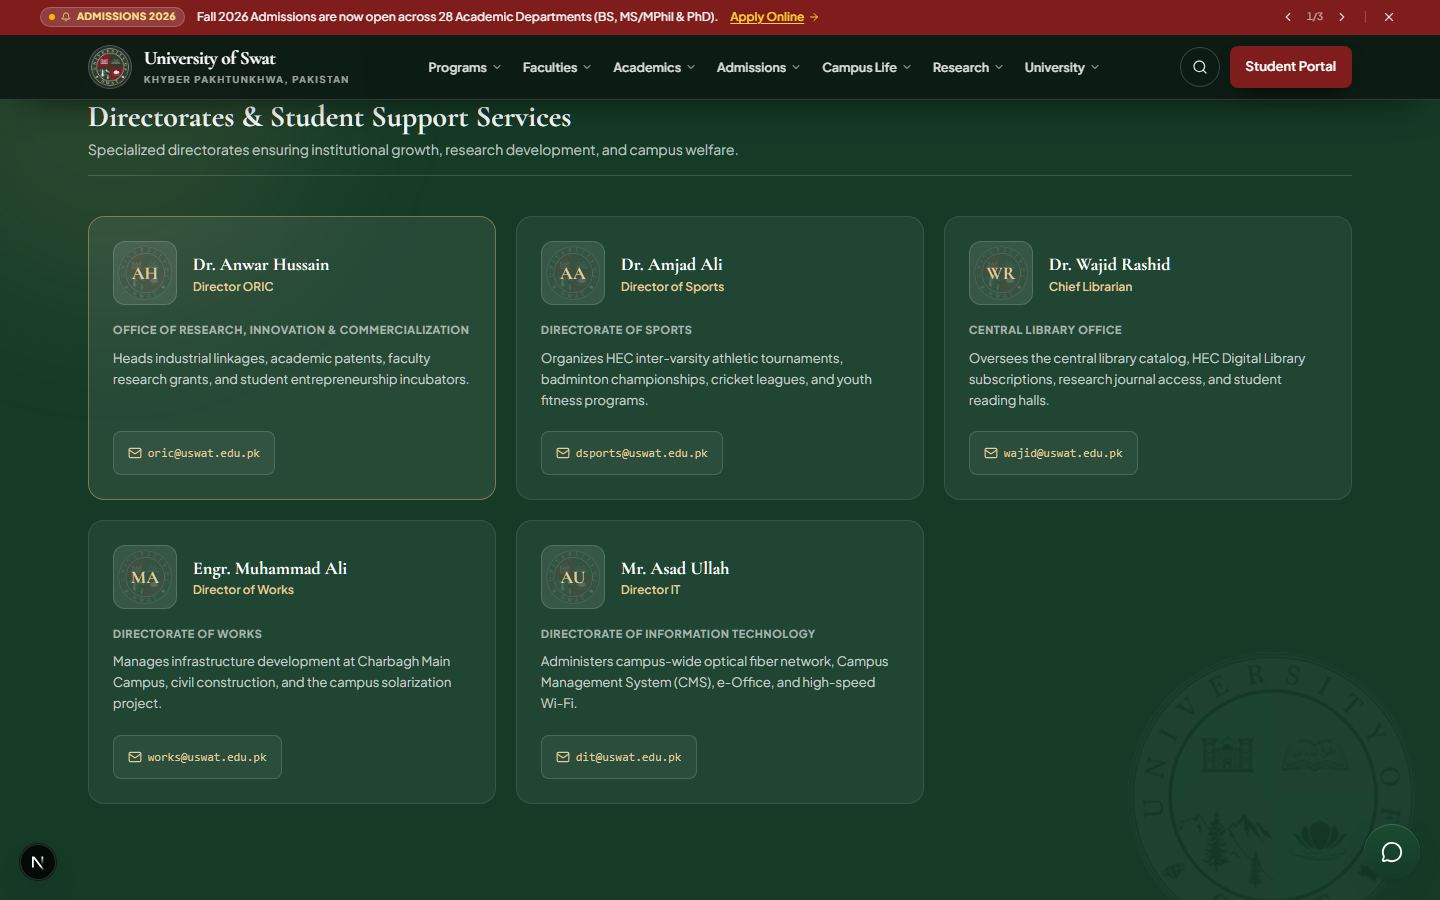 ADMISSIONS 2026 Fall 2026 Admissions are now open across 28 Academic Departments (BS, MS/MPhil & PhD). Apply Online → 1/3
University of Swat
KHYBER PAKHTUNKHWA, PAKISTAN
Programs Faculties Academics Admissions Campus Life Research University Student Portal
Directorates & Student Support Services
Specialized directorates ensuring institutional growth, research development, and campus welfare.
AH
Dr. Anwar Hussain
Director ORIC
OFFICE OF RESEARCH, INNOVATION & COMMERCIALIZATION
Heads industrial linkages, academic patents, faculty
research grants, and student entrepreneurship incubators.
oric@uswat.edu.pk
AA
Dr. Amjad Ali
Director of Sports
DIRECTORATE OF SPORTS
Organizes HEC inter-varsity athletic tournaments,
badminton championships, cricket leagues, and youth
fitness programs.
dsports@uswat.edu.pk
WR
Dr. Wajid Rashid
Chief Librarian
CENTRAL LIBRARY OFFICE
Oversees the central library catalog, HEC Digital Library
subscriptions, research journal access, and student
reading halls.
wajid@uswat.edu.pk
MA
Engr. Muhammad Ali
Director of Works
DIRECTORATE OF WORKS
Manages infrastructure development at Charbagh Main
Campus, civil construction, and the campus solarization
project.
works@uswat.edu.pk
AU
Mr. Asad Ullah
Director IT
DIRECTORATE OF INFORMATION TECHNOLOGY
Administers campus-wide optical fiber network, Campus
Management System (CMS), e-Office, and high-speed
Wi-Fi.
dit@uswat.edu.pk
UNIVERSITY OF
N